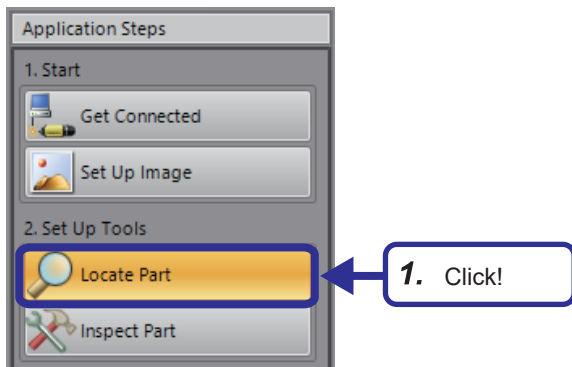 Application Steps
1. Start
Get Connected
Set Up Image
2. Set Up Tools
Locate Part
1. Click!
Inspect Part